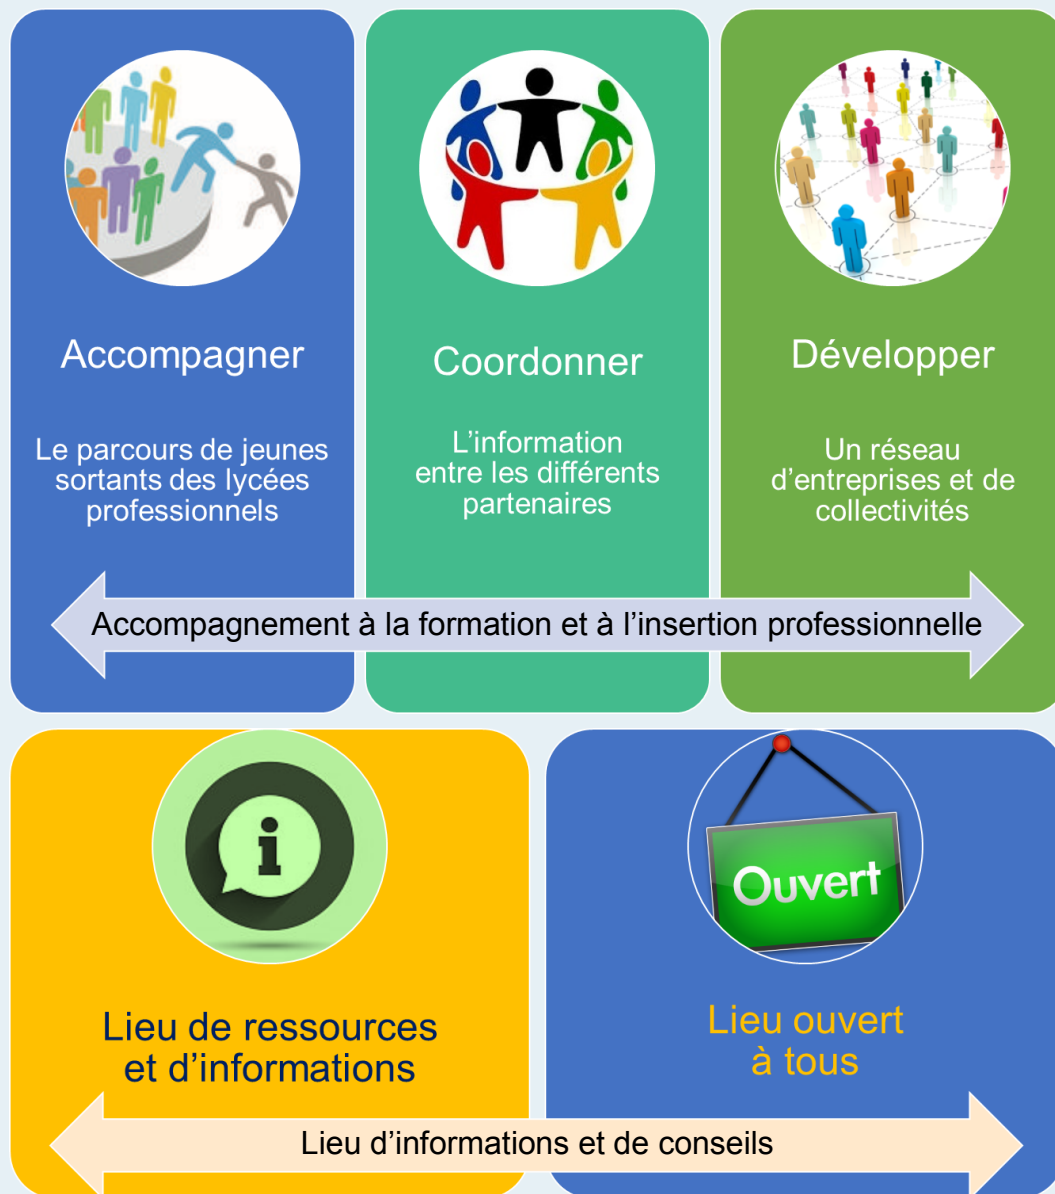 Accompagner
Le parcours de jeunes
sortants des lycées
professionnels
Coordonner
L’information
entre les différents
partenaires
Développer
Un réseau
d’entreprises et de
collectivités
Accompagnement à la formation et à l’insertion professionnelle
i
Lieu de ressources
et d’informations
Ouvert
Lieu ouvert
à tous
Lieu d’informations et de conseils